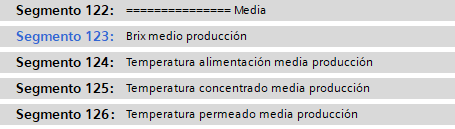 Segmento 122: =============== Media
Segmento 123: Brix medio producción
Segmento 124: Temperatura alimentación media producción
Segmento 125: Temperatura concentrado media producción
Segmento 126: Temperatura permeado media producción